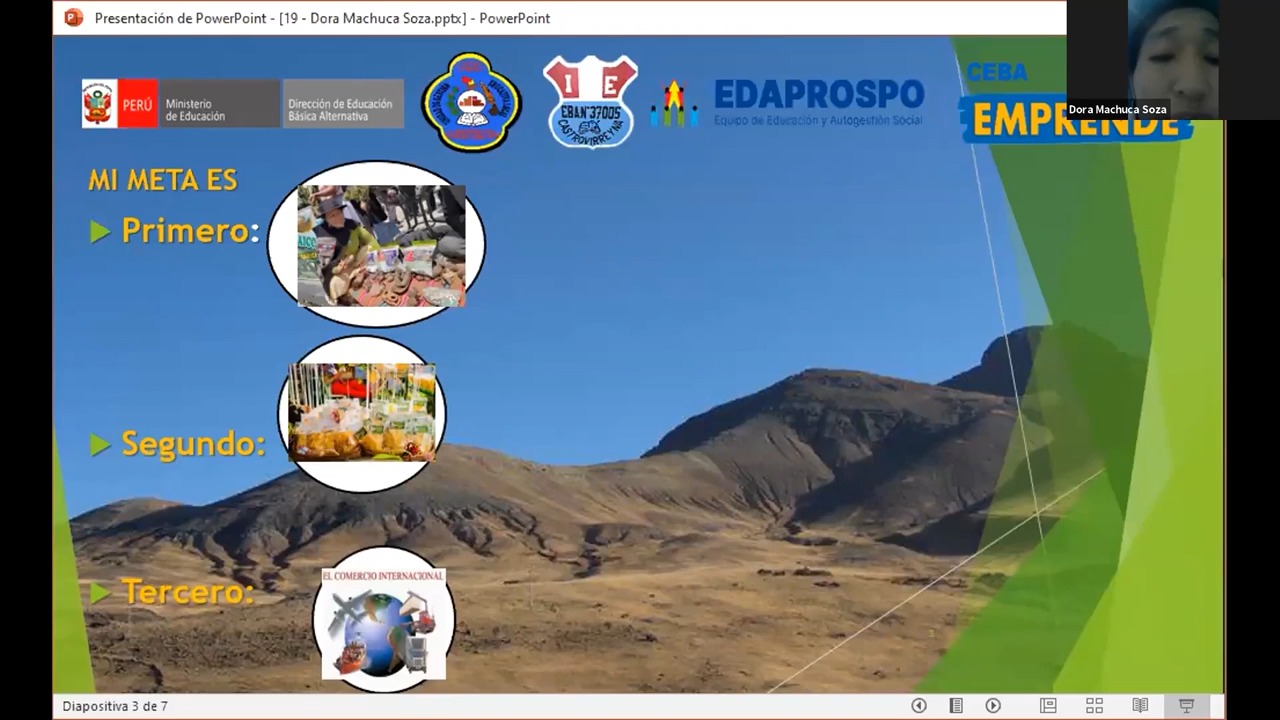 Presentación de PowerPoint - [19 - Dora Machuca Soza.pptx] - PowerPoint
PERÚ
Ministerio
de Educación
Dirección de Educación
Básica Alternativa
I E
EBAN°37005
CASTROVIRREYNA
EDAPROSPO
Equipo de Educación y Autogestión Social
CEBA
EMPRENDE
Dora Machuca Soza
MI META ES
Primero:
Segundo:
EL COMERCIO INTERNACIONAL
Tercero:
Diapositiva 3 de 7